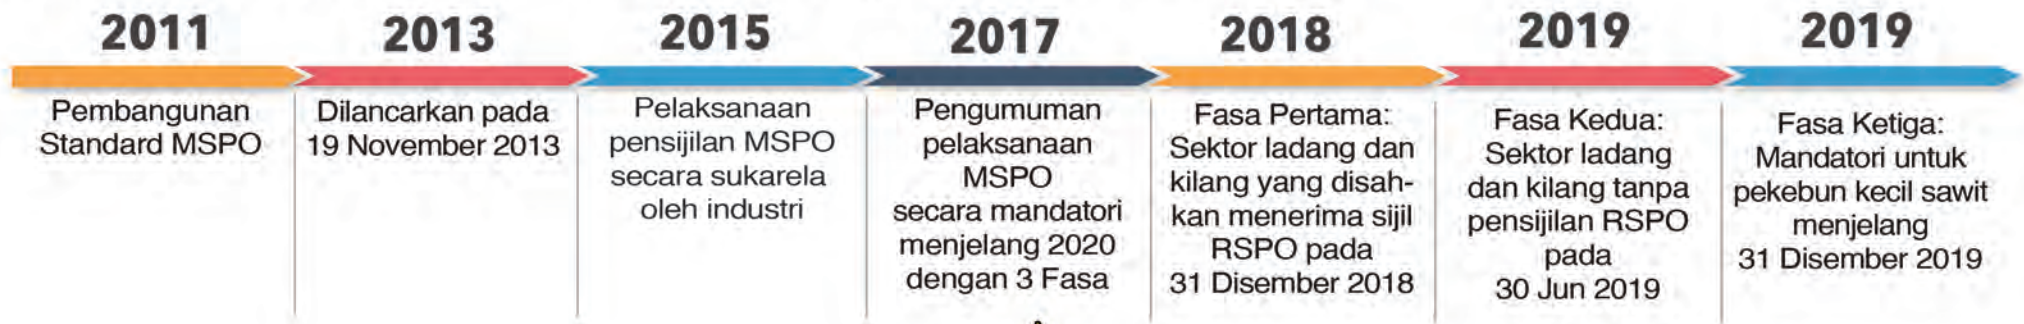 2011
Pembangunan
Standard MSPO
2013
Dilancarkan pada
19 November 2013
2015
Pelaksanaan
pensijilan MSPO
secara sukarela
oleh industri
2017
Pengumuman
pelaksanaan
MSPO
secara mandatori
menjelang 2020
dengan 3 Fasa
2018
Fasa Pertama:
Sektor ladang dan
kilang yang disah-
kan menerima sijil
RSPO pada
31 Disember 2018
2019
Fasa Kedua:
Sektor ladang
dan kilang tanpa
pensijilan RSPO
pada
30 Jun 2019
2019
Fasa Ketiga:
Mandatori untuk
pekebun kecil sawit
menjelang
31 Disember 2019